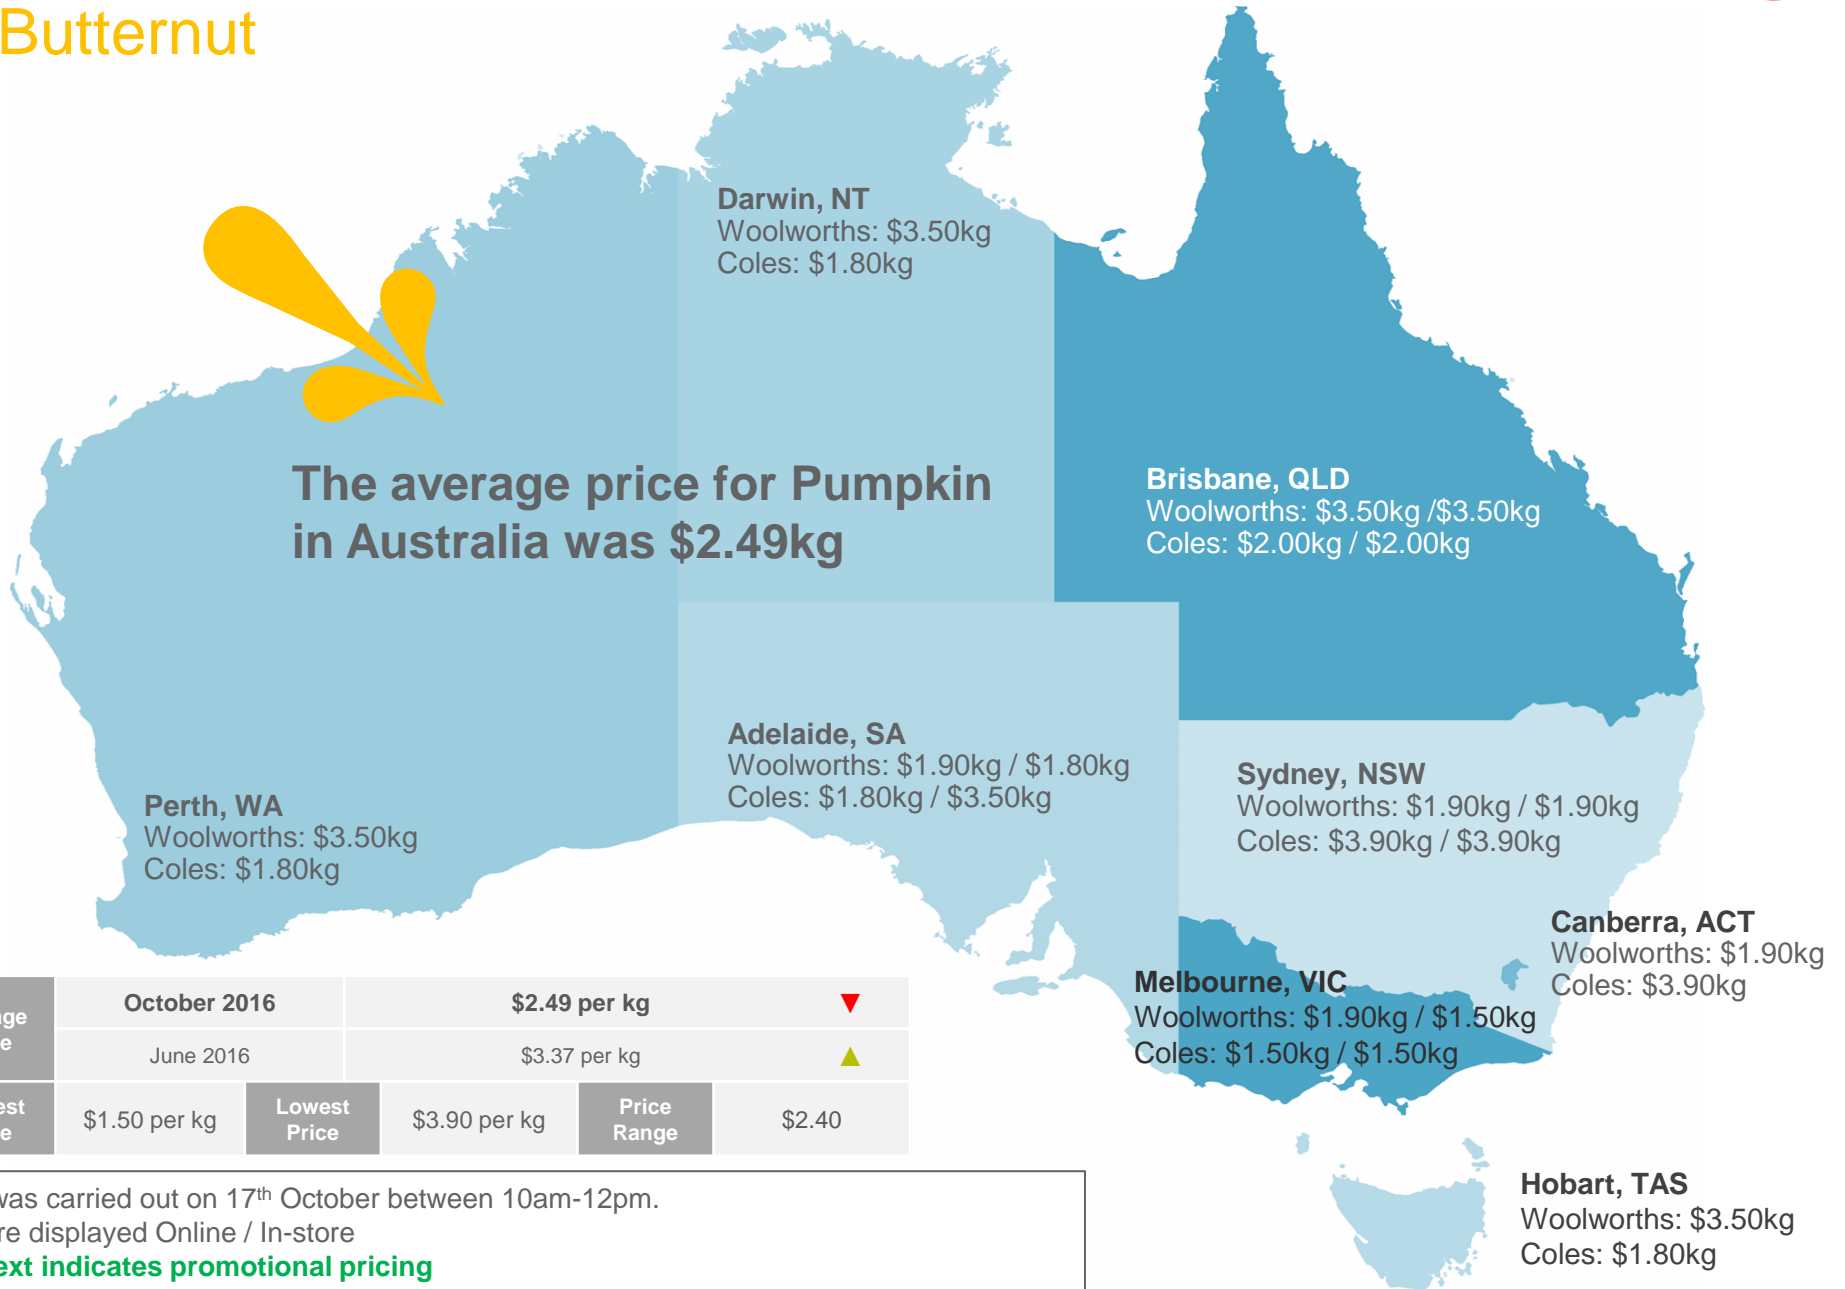 Butternut
Darwin, NT
Woolworths: $3.50kg
Coles: $1.80kg
The average price for Pumpkin
in Australia was $2.49kg
Brisbane, QLD
Woolworths: $3.50kg /$3.50kg
Coles: $2.00kg / $2.00kg
Adelaide, SA
Woolworths: $1.90kg / $1.80kg
Coles: $1.80kg / $3.50kg
Sydney, NSW
Woolworths: $1.90kg / $1.90kg
Coles: $3.90kg / $3.90kg
Perth, WA
Woolworths: $3.50kg
Coles: $1.80kg
Canberra, ACT
Woolworths: $1.90kg
Coles: $3.90kg
Melbourne, VIC
Woolworths: $1.90kg / $1.50kg
Coles: $1.50kg / $1.50kg
October 2016 $2.49 per kg
June 2016 $3.37 per kg
$1.50 per kg Lowest Price $3.90 per kg Price Range $2.40
was carried out on 17th October between 10am-12pm.
re displayed Online / In-store
ext indicates promotional pricing
Hobart, TAS
Woolworths: $3.50kg
Coles: $1.80kg